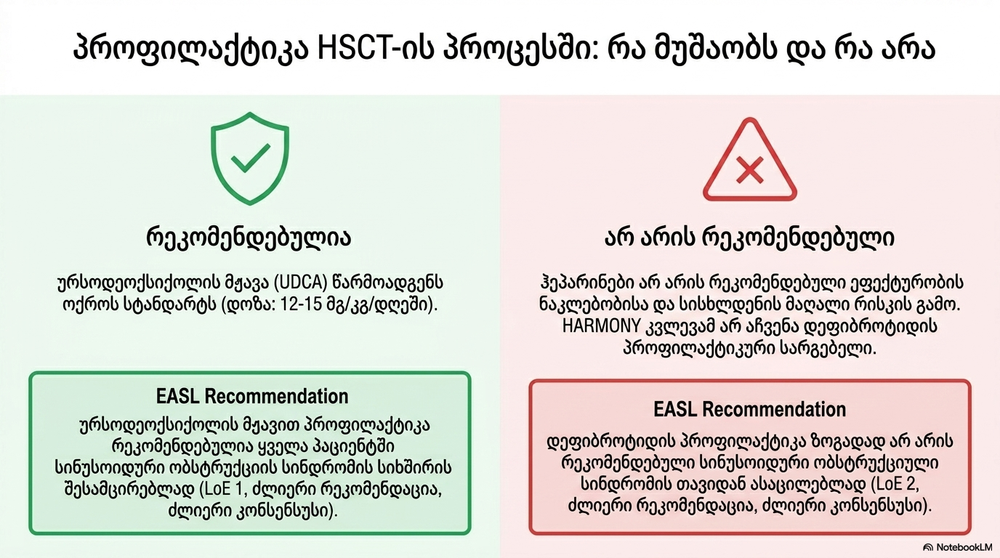 პროფილაქტიკა HSCT-ის პროცესში: რა მუშაობს და რა არა
რეკომენდებულია
ურსოდეოქსიქოლის მჟავა (UDCA) წარმოადგენს
ოქროს სტანდარტს (დოზა: 12-15 მგ/კგ/დღეში).
EASL Recommendation
ურსოდეოქსიქოლის მჟავით პროფილაქტიკა
რეკომენდებულია ყველა პაციენტში
სინუსოიდური ობსტრუქციის სინდრომის სიხშირის
შესამცირებლად (LoE 1, ძლიერი რეკომენდაცია,
ძლიერი კონსენსუსი).
არ არის რეკომენდებული
ჰეპარინები არ არის რეკომენდებული ეფექტურობის
ნაკლებობისა და სისხლდენის მაღალი რისკის გამო.
HARMONY კვლევამ არ აჩვენა დეფიბროტიდის
პროფილაქტიკური სარგებელი.
EASL Recommendation
დეფიბროტიდის პროფილაქტიკა ზოგადად არ არის
რეკომენდებული სინუსოიდური ობსტრუქციული
სინდრომის თავიდან ასაცილებლად (LoE 2,
ძლიერი რეკომენდაცია, ძლიერი კონსენსუსი).
NotebookLM